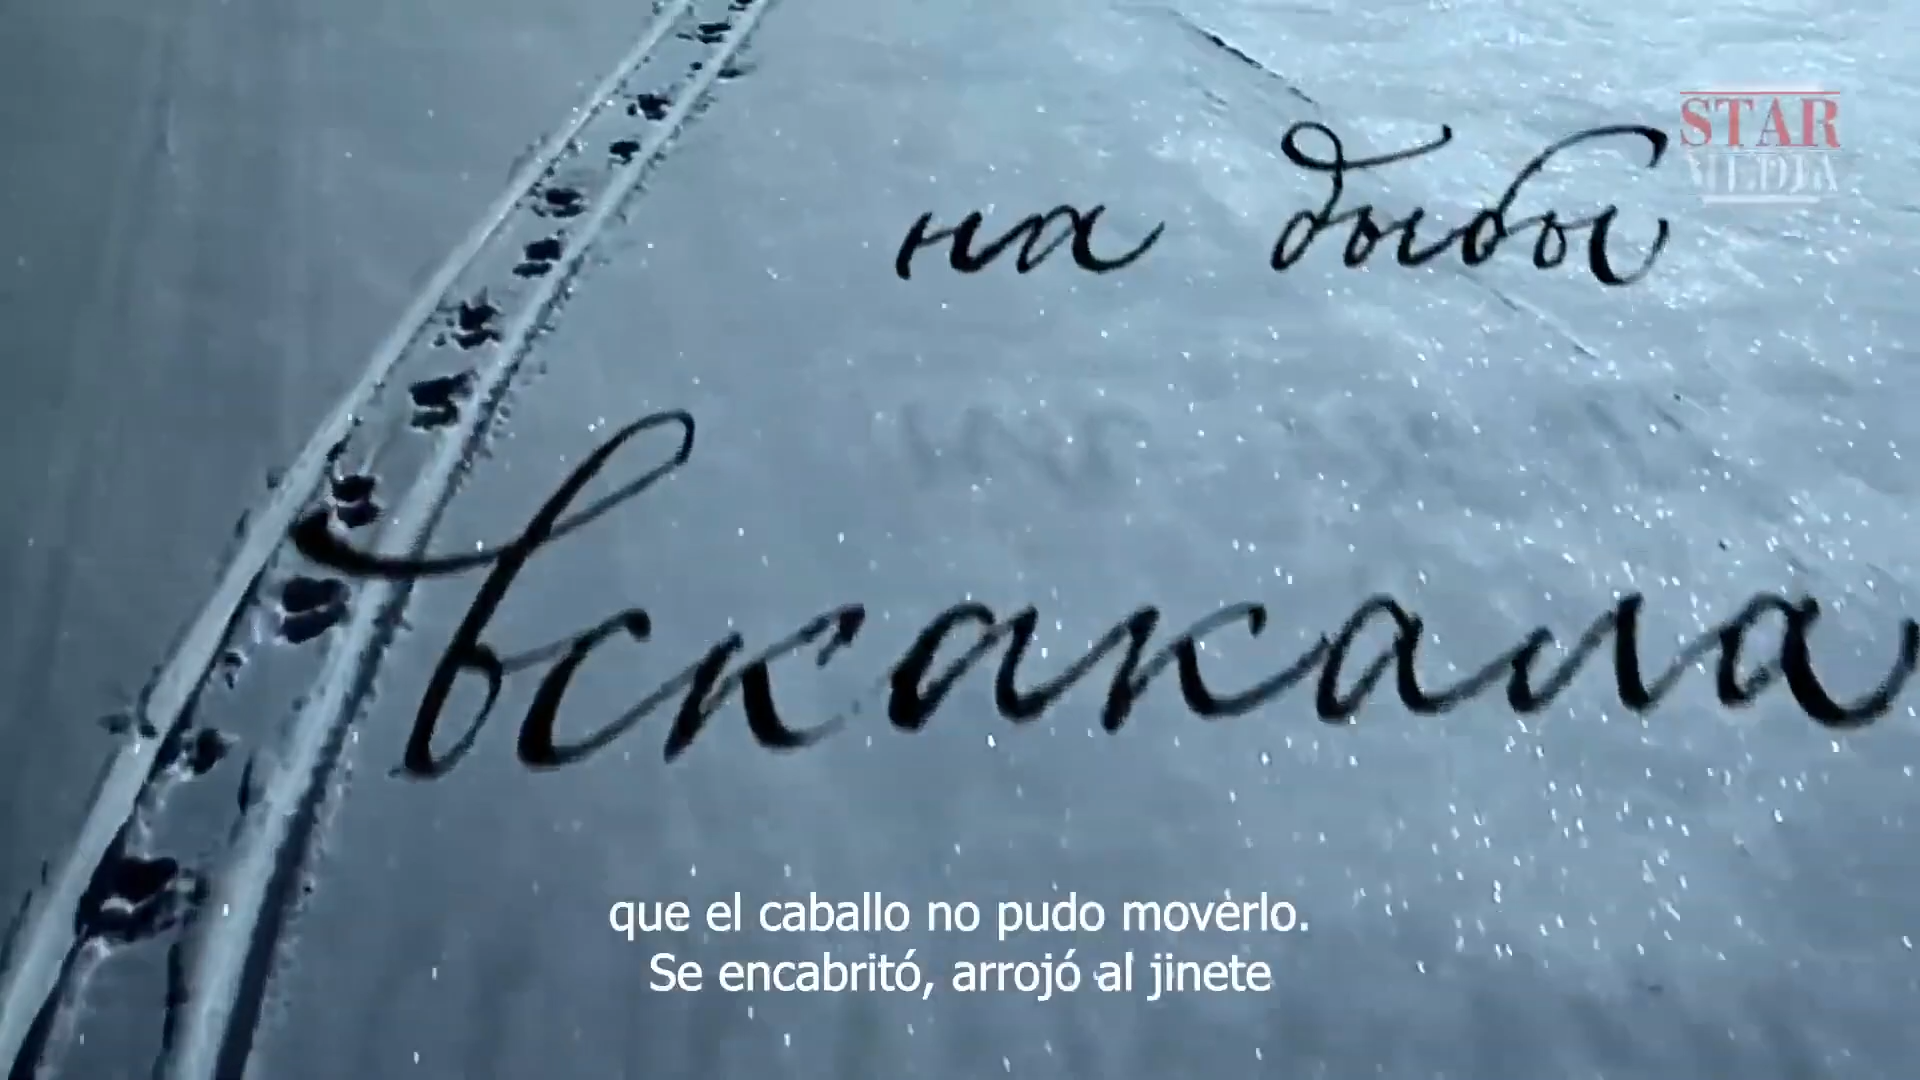 STAR
MEDIA
на дыбы
вскакала
que el caballo no pudo moverlo.
Se encabritó, arrojó al jinete